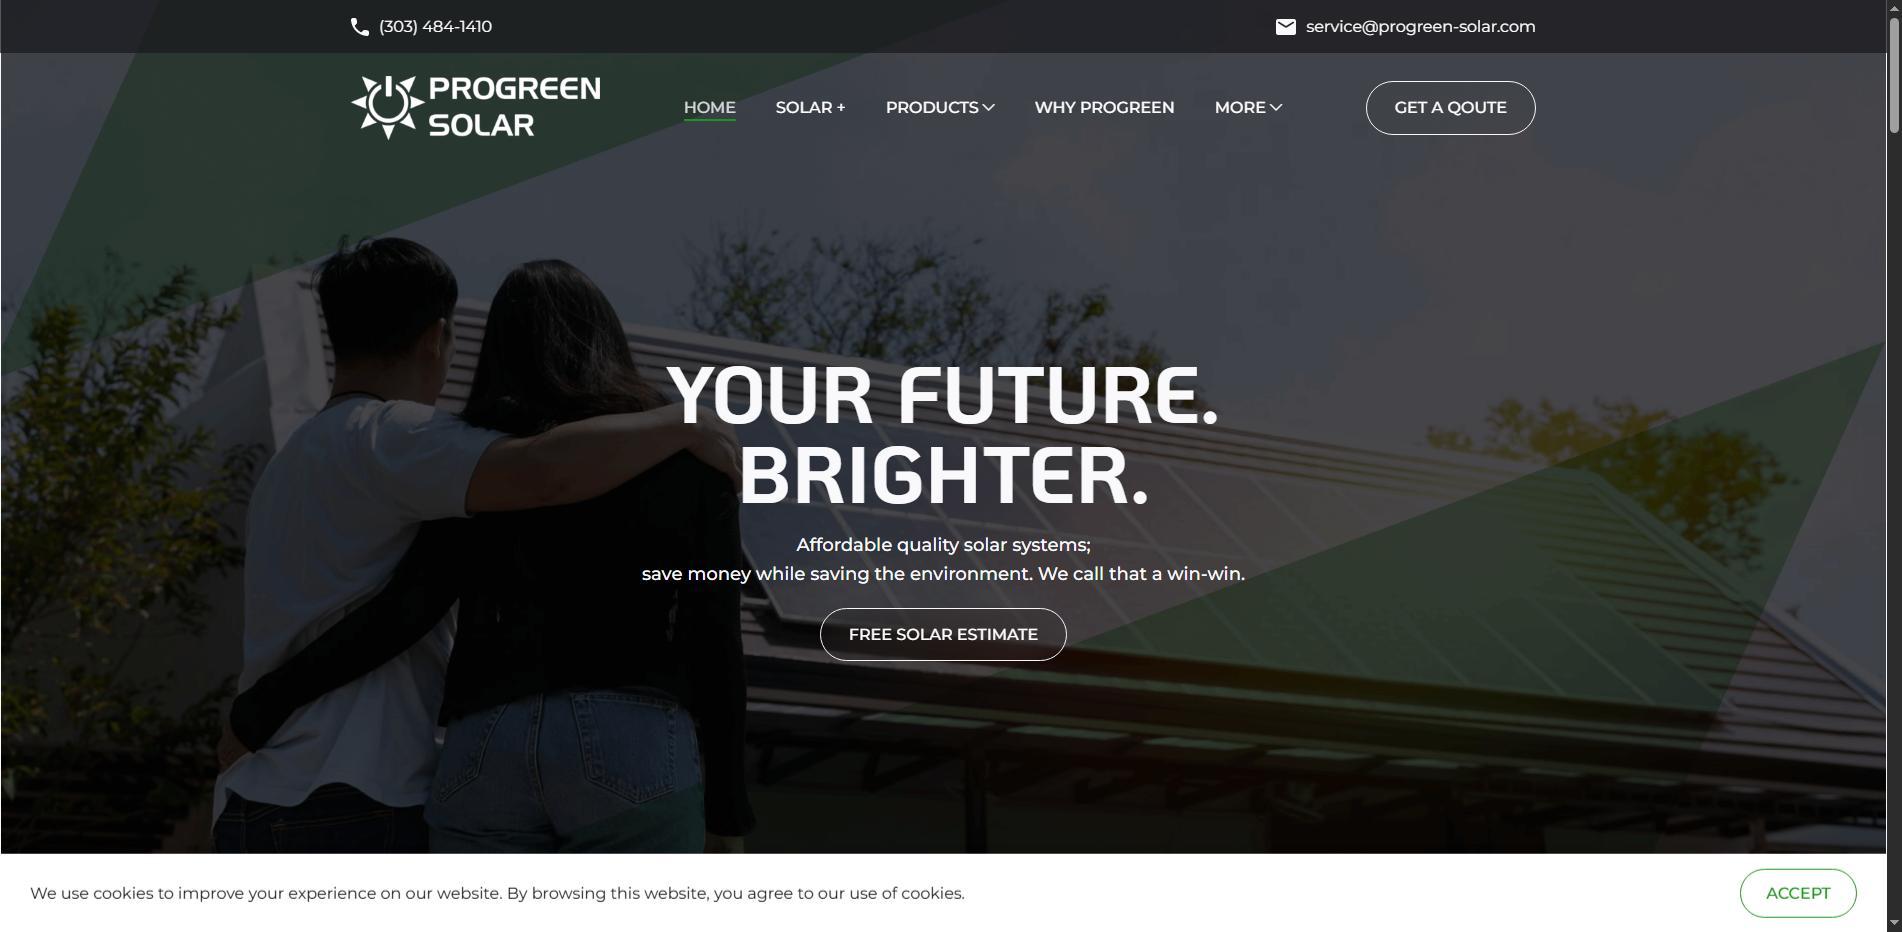 (303) 484-1410
service@progreen-solar.com
PROGREEN
SOLAR
HOME
SOLAR +
PRODUCTS
WHY PROGREEN
MORE
GET A QOUTE
YOUR FUTURE.
BRIGHTER.
Affordable quality solar systems;
save money while saving the environment. We call that a win-win.
FREE SOLAR ESTIMATE
We use cookies to improve your experience on our website. By browsing this website, you agree to our use of cookies.
ACCEPT